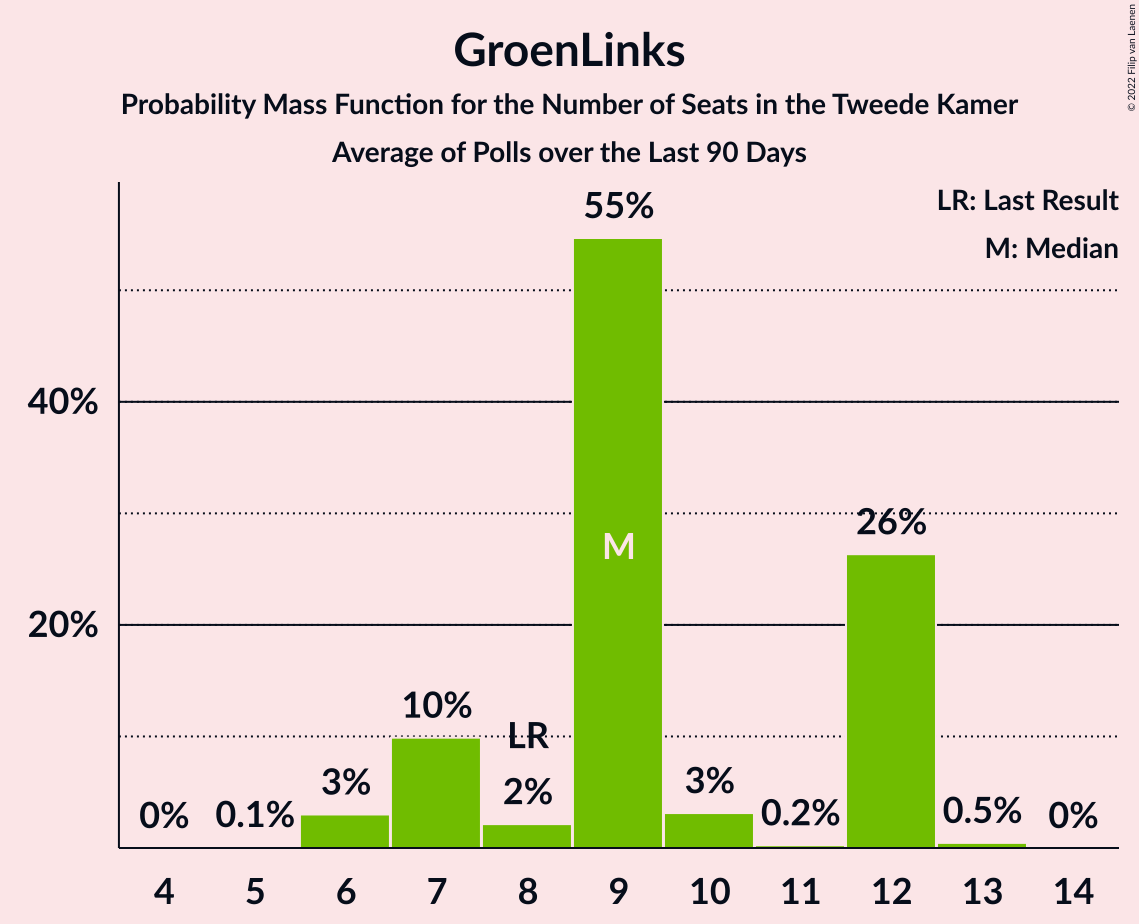 GroenLinks
Probability Mass Function for the Number of Seats in the Tweede Kamer
Average of Polls over the Last 90 Days
© 2022 Filip van Laenen
LR: Last Result
M: Median
55%
40%
26%
M
20%
10%
LR
3%
2%
3%
0%
0.1%
0.2%
0.5%
0%
4 5 6 7 8 9 10 11 12 13 14